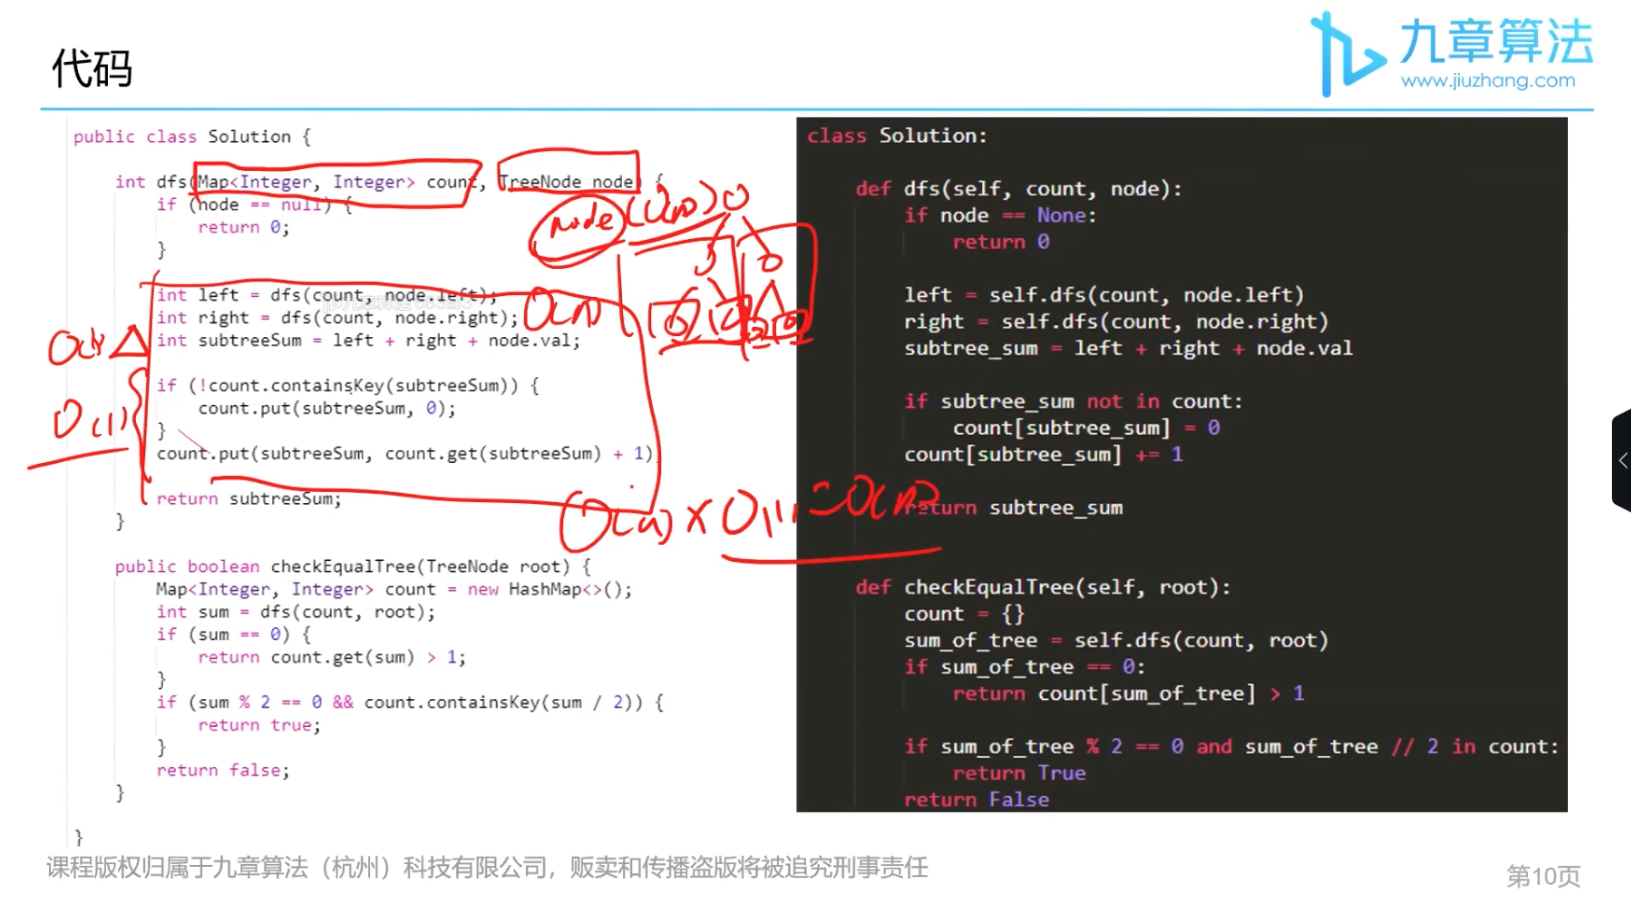 代码
九章算法
www.jiuzhang.com
public class Solution {
int dfs(Map<Integer, Integer> count, TreeNode node) {
if (node == null) {
return 0;
}
int left = dfs(count, node.left);
int right = dfs(count, node.right);
int subtreeSum = left + right + node.val;
if (!count.containsKey(subtreeSum)) {
count.put(subtreeSum, 0);
}
count.put(subtreeSum, count.get(subtreeSum) + 1)
return subtreeSum;
}
public boolean checkEqualTree(TreeNode root) {
Map<Integer, Integer> count = new HashMap<>();
int sum = dfs(count, root);
if (sum == 0) {
return count.get(sum) > 1;
}
if (sum % 2 == 0 && count.containsKey(sum / 2)) {
return true;
}
return false;
}
}
node
O(n)
O(n)
O(1)
O(n) × O(1) = O(n)
class Solution:
def dfs(self, count, node):
if node == None:
return 0
left = self.dfs(count, node.left)
right = self.dfs(count, node.right)
subtree_sum = left + right + node.val
if subtree_sum not in count:
count[subtree_sum] = 0
count[subtree_sum] += 1
return subtree_sum
def checkEqualTree(self, root):
count = {}
sum_of_tree = self.dfs(count, root)
if sum_of_tree == 0:
return count[sum_of_tree] > 1
if sum_of_tree % 2 == 0 and sum_of_tree // 2 in count:
return True
return False
课程版权归属于九章算法（杭州）科技有限公司，贩卖和传播盗版将被追究刑事责任
第10页